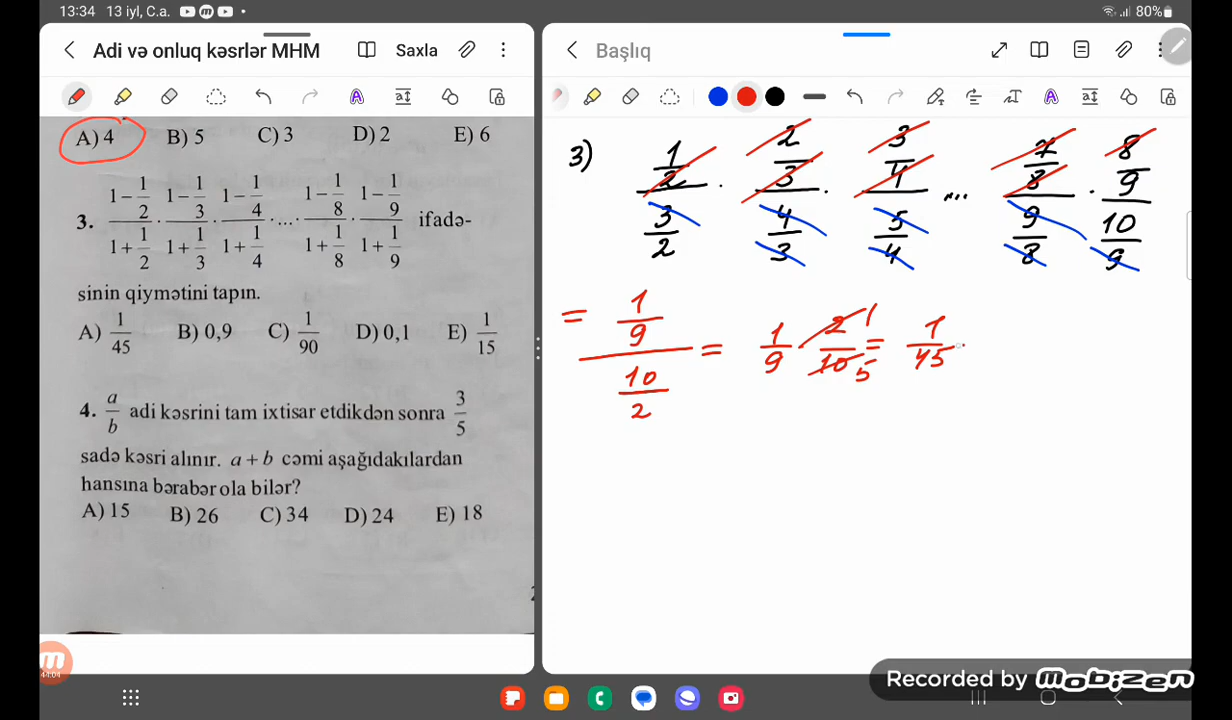 13:34 13 iyl, C.a. 80%
Adi və onluq kəsrlər MHM Saxla
Başlıq
A) 4 B) 5 C) 3 D) 2 E) 6
3. (1-1/2)/(1+1/2) · (1-1/3)/(1+1/3) · (1-1/4)/(1+1/4) · ... · (1-1/8)/(1+1/8) · (1-1/9)/(1+1/9) ifadə-
sinin qiymətini tapın.
A) 1/45 B) 0,9 C) 1/90 D) 0,1 E) 1/15
4. a/b adi kəsrini tam ixtisar etdikdən sonra 3/5
sadə kəsri alınır. a + b cəmi aşağıdakılardan
hansına bərabər ola bilər?
A) 15 B) 26 C) 34 D) 24 E) 18
3) (1/2)/(3/2) · (2/3)/(4/3) · (3/4)/(5/4) ... (7/8)/(9/8) · (8/9)/(10/9)
= (1/9)/(10/2) = 1/9 · 2/10 1 5 = 1/45
m
44:04
Recorded by mobizen